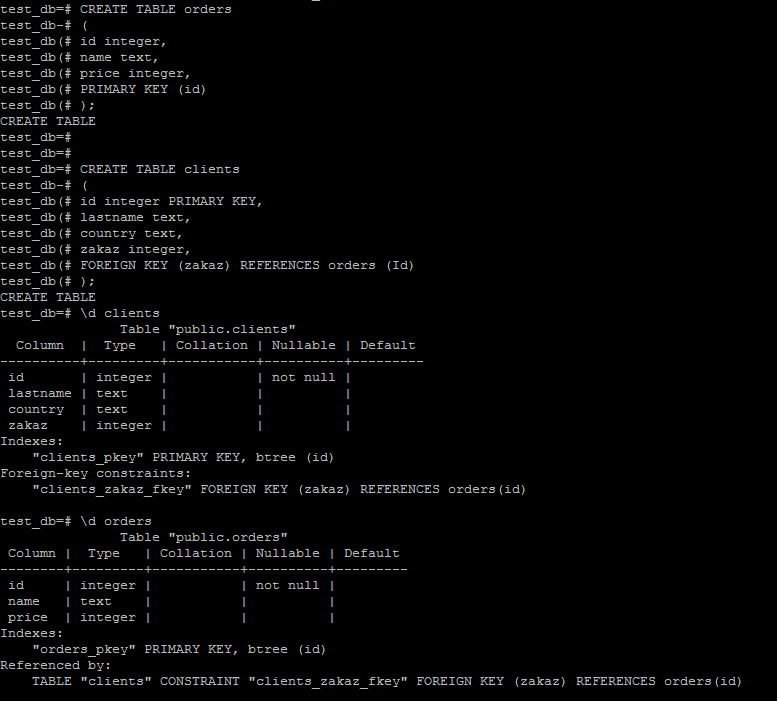 test_db=# CREATE TABLE orders
test_db-# (
test_db(# id integer,
test_db(# name text,
test_db(# price integer,
test_db(# PRIMARY KEY (id)
test_db(# );
CREATE TABLE
test_db=#
test_db=#
test_db=# CREATE TABLE clients
test_db-# (
test_db(# id integer PRIMARY KEY,
test_db(# lastname text,
test_db(# country text,
test_db(# zakaz integer,
test_db(# FOREIGN KEY (zakaz) REFERENCES orders (Id)
test_db(# );
CREATE TABLE
test_db=# \d clients
               Table "public.clients"
  Column  |  Type   | Collation | Nullable | Default
----------+---------+-----------+----------+---------
 id       | integer |           | not null |
 lastname | text    |           |          |
 country  | text    |           |          |
 zakaz    | integer |           |          |
Indexes:
    "clients_pkey" PRIMARY KEY, btree (id)
Foreign-key constraints:
    "clients_zakaz_fkey" FOREIGN KEY (zakaz) REFERENCES orders(id)

test_db=# \d orders
               Table "public.orders"
 Column |  Type   | Collation | Nullable | Default
--------+---------+-----------+----------+---------
 id     | integer |           | not null |
 name   | text    |           |          |
 price  | integer |           |          |
Indexes:
    "orders_pkey" PRIMARY KEY, btree (id)
Referenced by:
    TABLE "clients" CONSTRAINT "clients_zakaz_fkey" FOREIGN KEY (zakaz) REFERENCES orders(id)